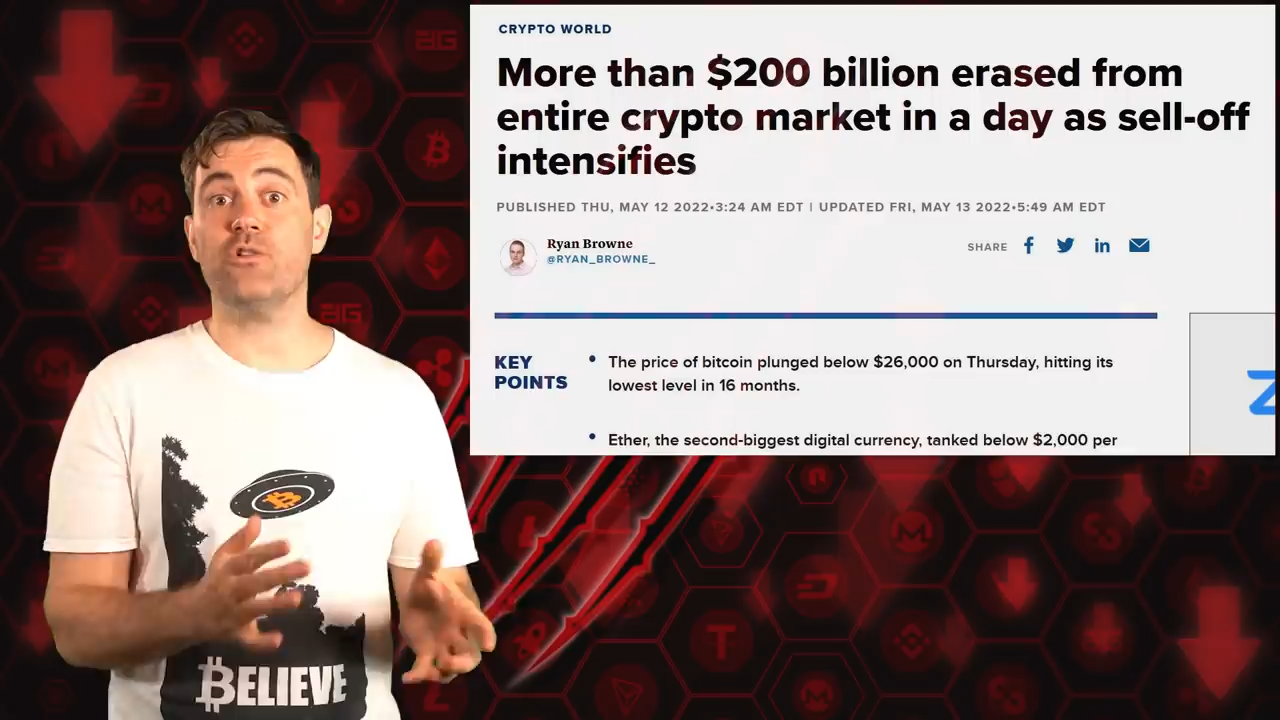 CRYPTO WORLD
More than $200 billion erased from
entire crypto market in a day as sell-off
intensifies
PUBLISHED THU, MAY 12 2022•3:24 AM EDT | UPDATED FRI, MAY 13 2022•5:49 AM EDT
Ryan Browne
@RYAN_BROWNE_
SHARE
KEY
POINTS
• The price of bitcoin plunged below $26,000 on Thursday, hitting its
lowest level in 16 months.
• Ether, the second-biggest digital currency, tanked below $2,000 per
₿ELIEVE